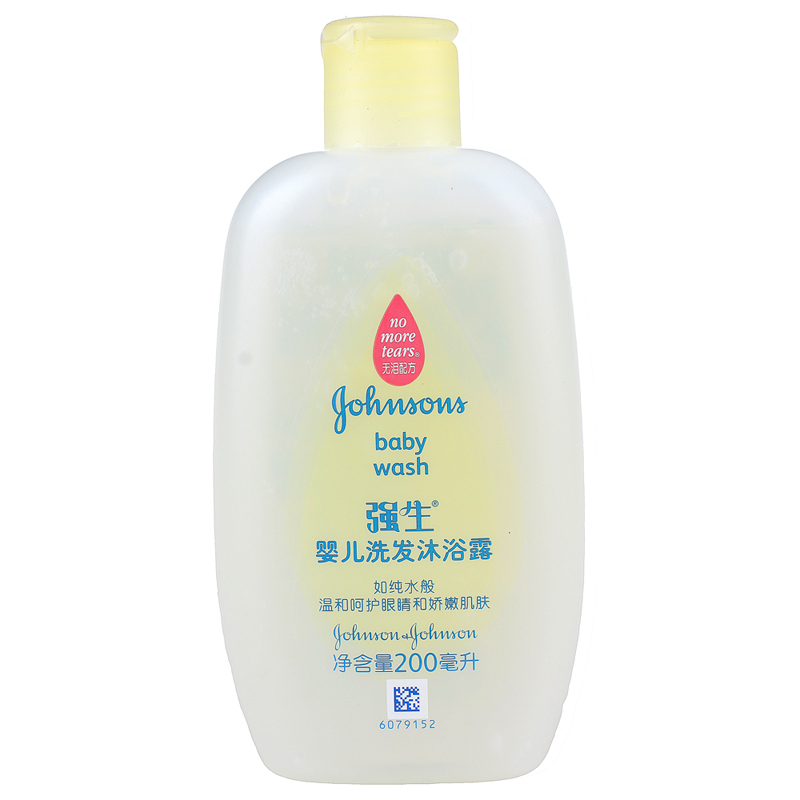 no
more
tears®
无泪配方
Johnsons
baby
wash
强生®
婴儿洗发沐浴露
如纯水般
温和呵护眼睛和娇嫩肌肤
Johnson & Johnson
净含量200毫升
6079152